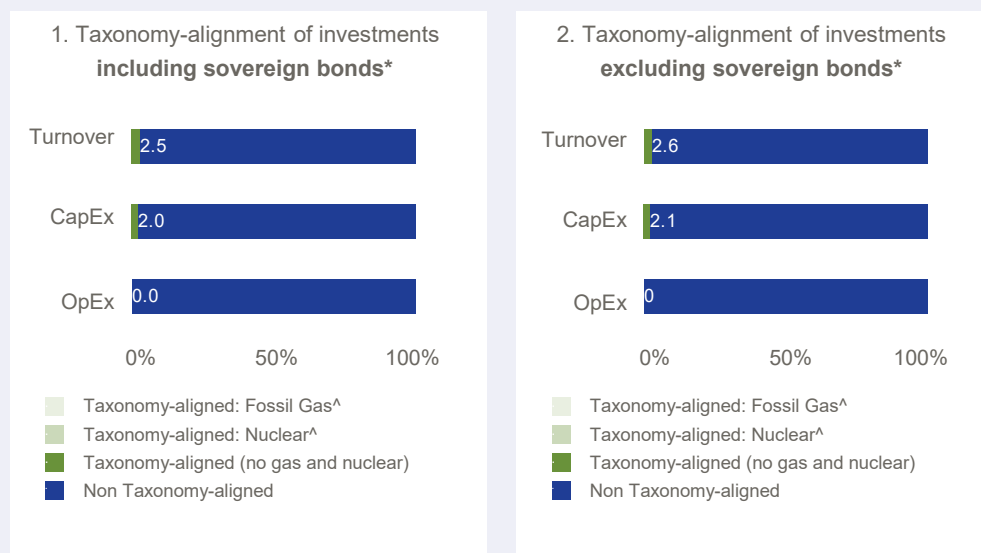 1. Taxonomy-alignment of investments
including sovereign bonds*
Turnover
2.5
CapEx
2.0
OpEx
0.0
0% 50% 100%
Taxonomy-aligned: Fossil Gas^
Taxonomy-aligned: Nuclear^
Taxonomy-aligned (no gas and nuclear)
Non Taxonomy-aligned
2. Taxonomy-alignment of investments
excluding sovereign bonds*
Turnover
2.6
CapEx
2.1
OpEx
0
0% 50% 100%
Taxonomy-aligned: Fossil Gas^
Taxonomy-aligned: Nuclear^
Taxonomy-aligned (no gas and nuclear)
Non Taxonomy-aligned